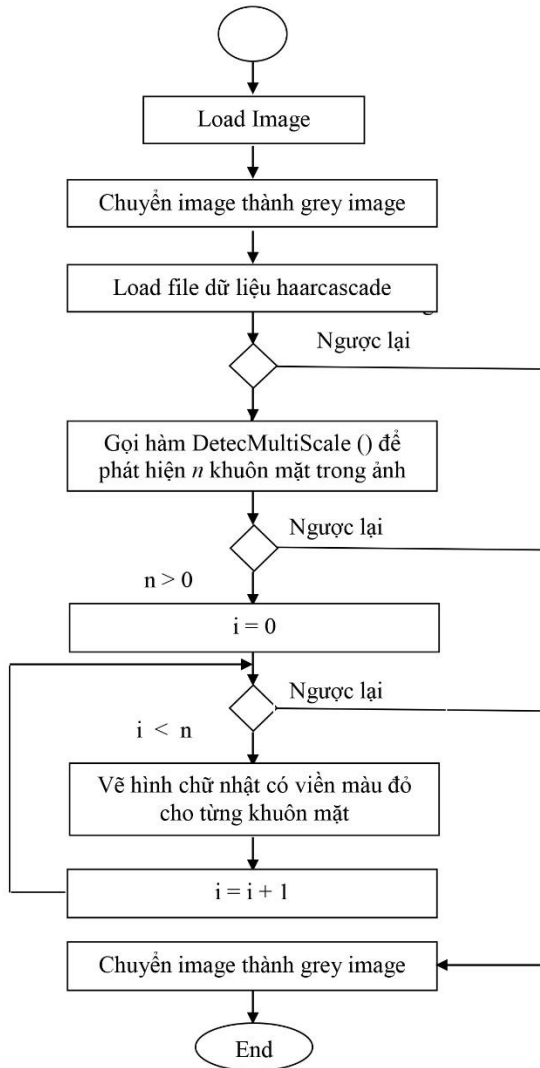 Load Image
Chuyển image thành grey image
Load file dữ liệu haarcascade
Ngược lại
Gọi hàm DetecMultiScale () để
phát hiện n khuôn mặt trong ảnh
Ngược lại
n > 0
i = 0
Ngược lại
i < n
Vẽ hình chữ nhật có viền màu đỏ
cho từng khuôn mặt
i = i + 1
Chuyển image thành grey image
End